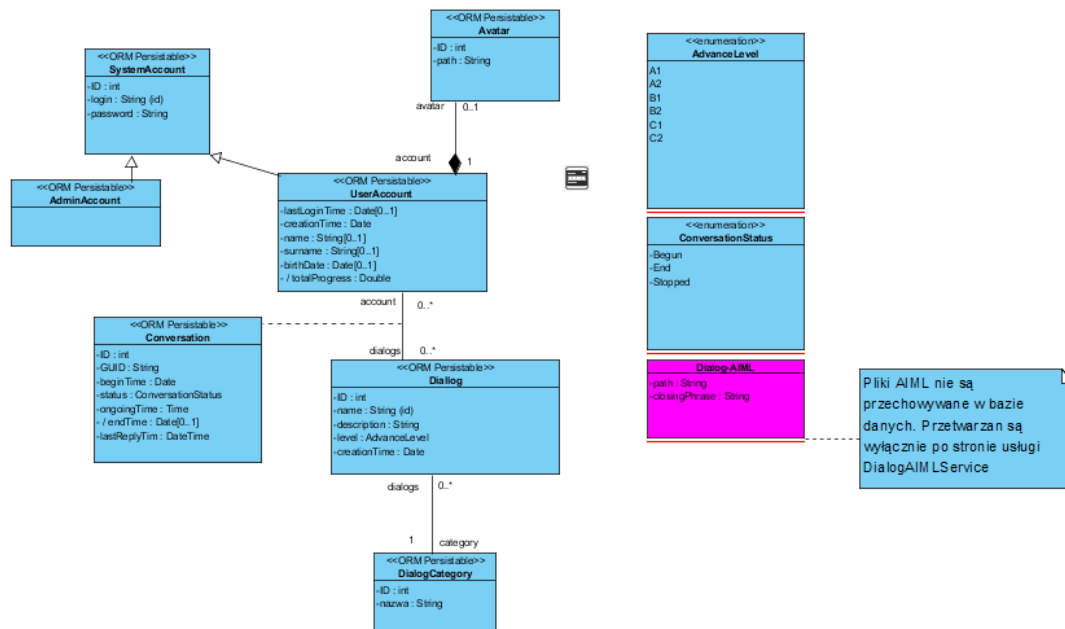 <<ORM Persistable>>
Avatar
-ID : int
-path : String
<<ORM Persistable>>
SystemAccount
-ID : int
-login : String (id)
-password : String
<<enumeration>>
AdvanceLevel
A1
A2
B1
B2
C1
C2
avatar
0..1
account
1
<<ORM Persistable>>
AdminAccount
<<ORM Persistable>>
UserAccount
-lastLoginTime : Date[0..1]
-creationTime : Date
-name : String[0..1]
-surname : String[0..1]
-birthDate : Date[0..1]
- / totalProgress : Double
<<enumeration>>
ConversationStatus
-Begun
-End
-Stopped
account
0..*
<<ORM Persistable>>
Conversation
-ID : int
-GUID : String
-beginTime : Date
-status : ConversationStatus
-ongoingTime : Time
- / endTime : Date[0..1]
-lastReplyTim : DateTime
dialogs
0..*
<<ORM Persistable>>
Diallog
-ID : int
-name : String (id)
-description : String
-level : AdvanceLevel
-creationTime : Date
Dialog-AIML
-path : String
-closingPhrase : String
Pliki AIML nie są
przechowywane w bazie
danych. Przetwarzan są
wyłącznie po stronie usługi
DialogAIMLService
dialogs
0..*
1
category
<<ORM Persistable>>
DialogCategory
-ID : int
-nazwa : String